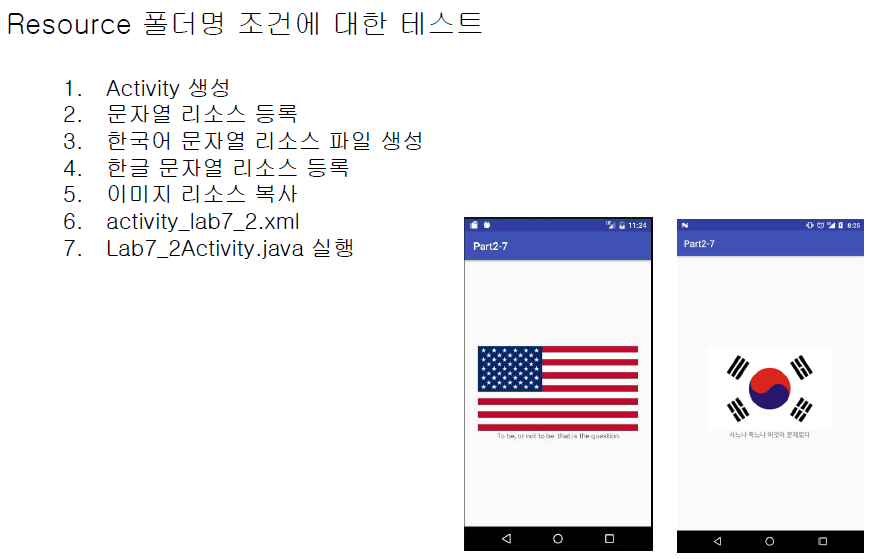 Resource 폴더명 조건에 대한 테스트
1. Activity 생성
2. 문자열 리소스 등록
3. 한국어 문자열 리소스 파일 생성
4. 한글 문자열 리소스 등록
5. 이미지 리소스 복사
6. activity_lab7_2.xml
7. Lab7_2Activity.java 실행
11:24
Part2-7
To be, or not to be: that is the question
8:25
Part2-7
사느냐 죽느냐 이것이 문제로다